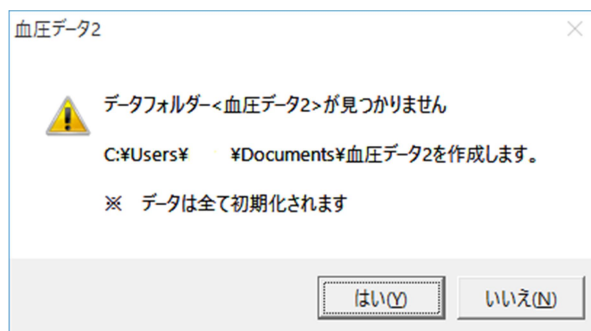 血圧データ2
データフォルダー<血圧データ2>が見つかりません
C:¥Users¥ ¥Documents¥血圧データ2を作成します。
※ データは全て初期化されます
はい(Y) いいえ(N)